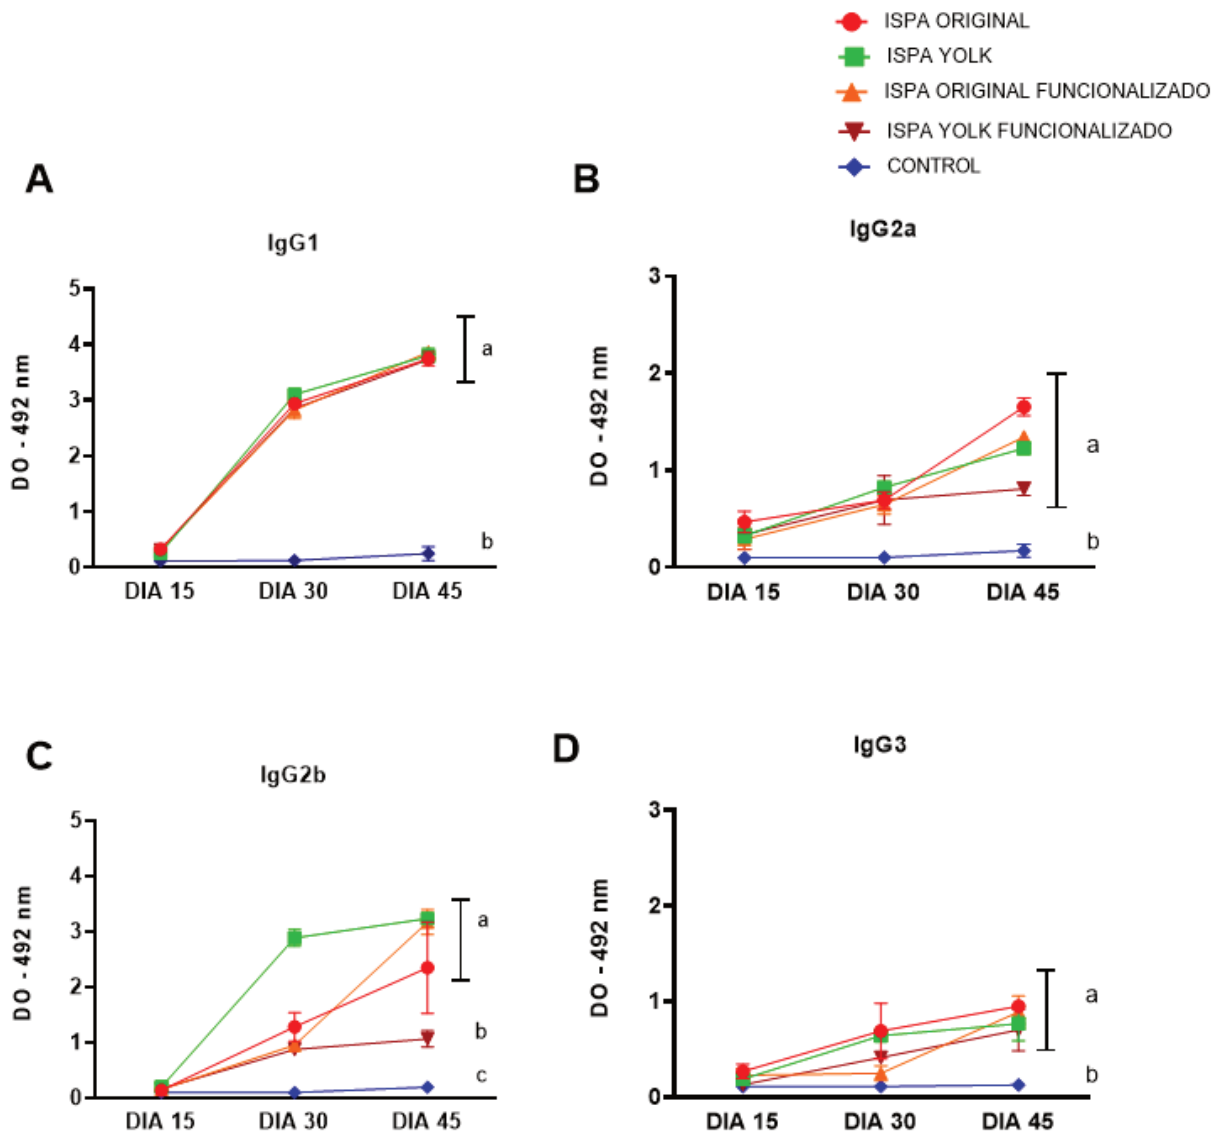 ISPA ORIGINAL
ISPA YOLK
ISPA ORIGINAL FUNCIONALIZADO
ISPA YOLK FUNCIONALIZADO
CONTROL
A
IgG1
DO - 492 nm
5
4
3
2
1
0
DIA 15
DIA 30
DIA 45
a
b
B
IgG2a
DO - 492 nm
3
2
1
0
DIA 15
DIA 30
DIA 45
a
b
C
IgG2b
DO - 492 nm
5
4
3
2
1
0
DIA 15
DIA 30
DIA 45
a
b
c
D
IgG3
DO - 492 nm
3
2
1
0
DIA 15
DIA 30
DIA 45
a
b